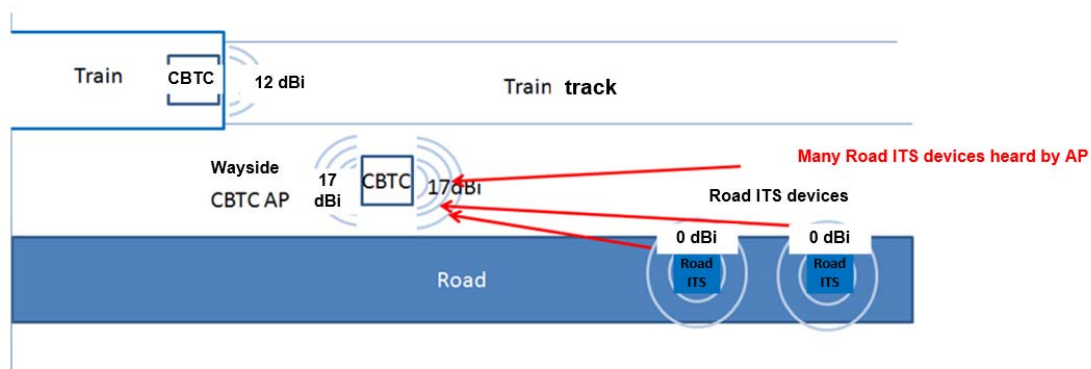 Train
CBTC
12 dBi
Train track
Many Road ITS devices heard by AP
Wayside
CBTC AP
17
dBi
CBTC
17dBi
Road ITS devices
0 dBi
Road
ITS
0 dBi
Road
ITS
Road